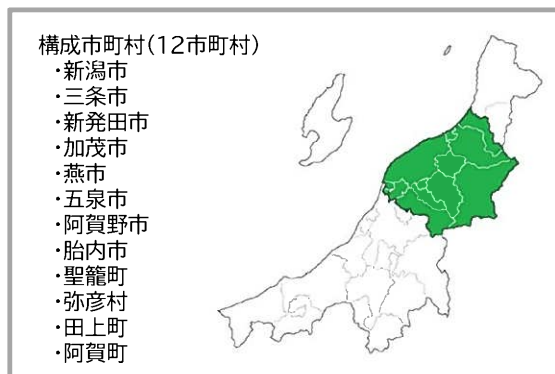 構成市町村(12市町村)
・新潟市
・三条市
・新発田市
・加茂市
・燕市
・五泉市
・阿賀野市
・胎内市
・聖籠町
・弥彦村
・田上町
・阿賀町